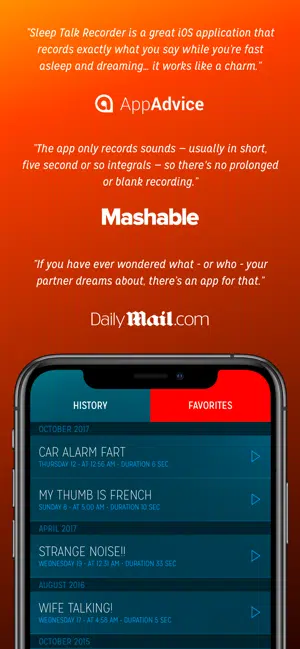 "Sleep Talk Recorder is a great iOS application that
records exactly what you say while you're fast
asleep and dreaming... it works like a charm."
AppAdvice
"The app only records sounds – usually in short,
five second or so integrals – so there's no prolonged
or blank recording."
Mashable
"If you have ever wondered what - or who - your
partner dreams about, there's an app for that."
Daily Mail.com
HISTORY FAVORITES
OCTOBER 2017
CAR ALARM FART
THURSDAY 12 - AT 12:56 AM - DURATION 6 SEC
MY THUMB IS FRENCH
SUNDAY 8 - AT 5:00 AM - DURATION 10 SEC
APRIL 2017
STRANGE NOISE!!
WEDNESDAY 19 - AT 12:31 AM - DURATION 33 SEC
AUGUST 2016
WIFE TALKING!
WEDNESDAY 17 - AT 4:58 AM - DURATION 5 SEC
OCTOBER 2015